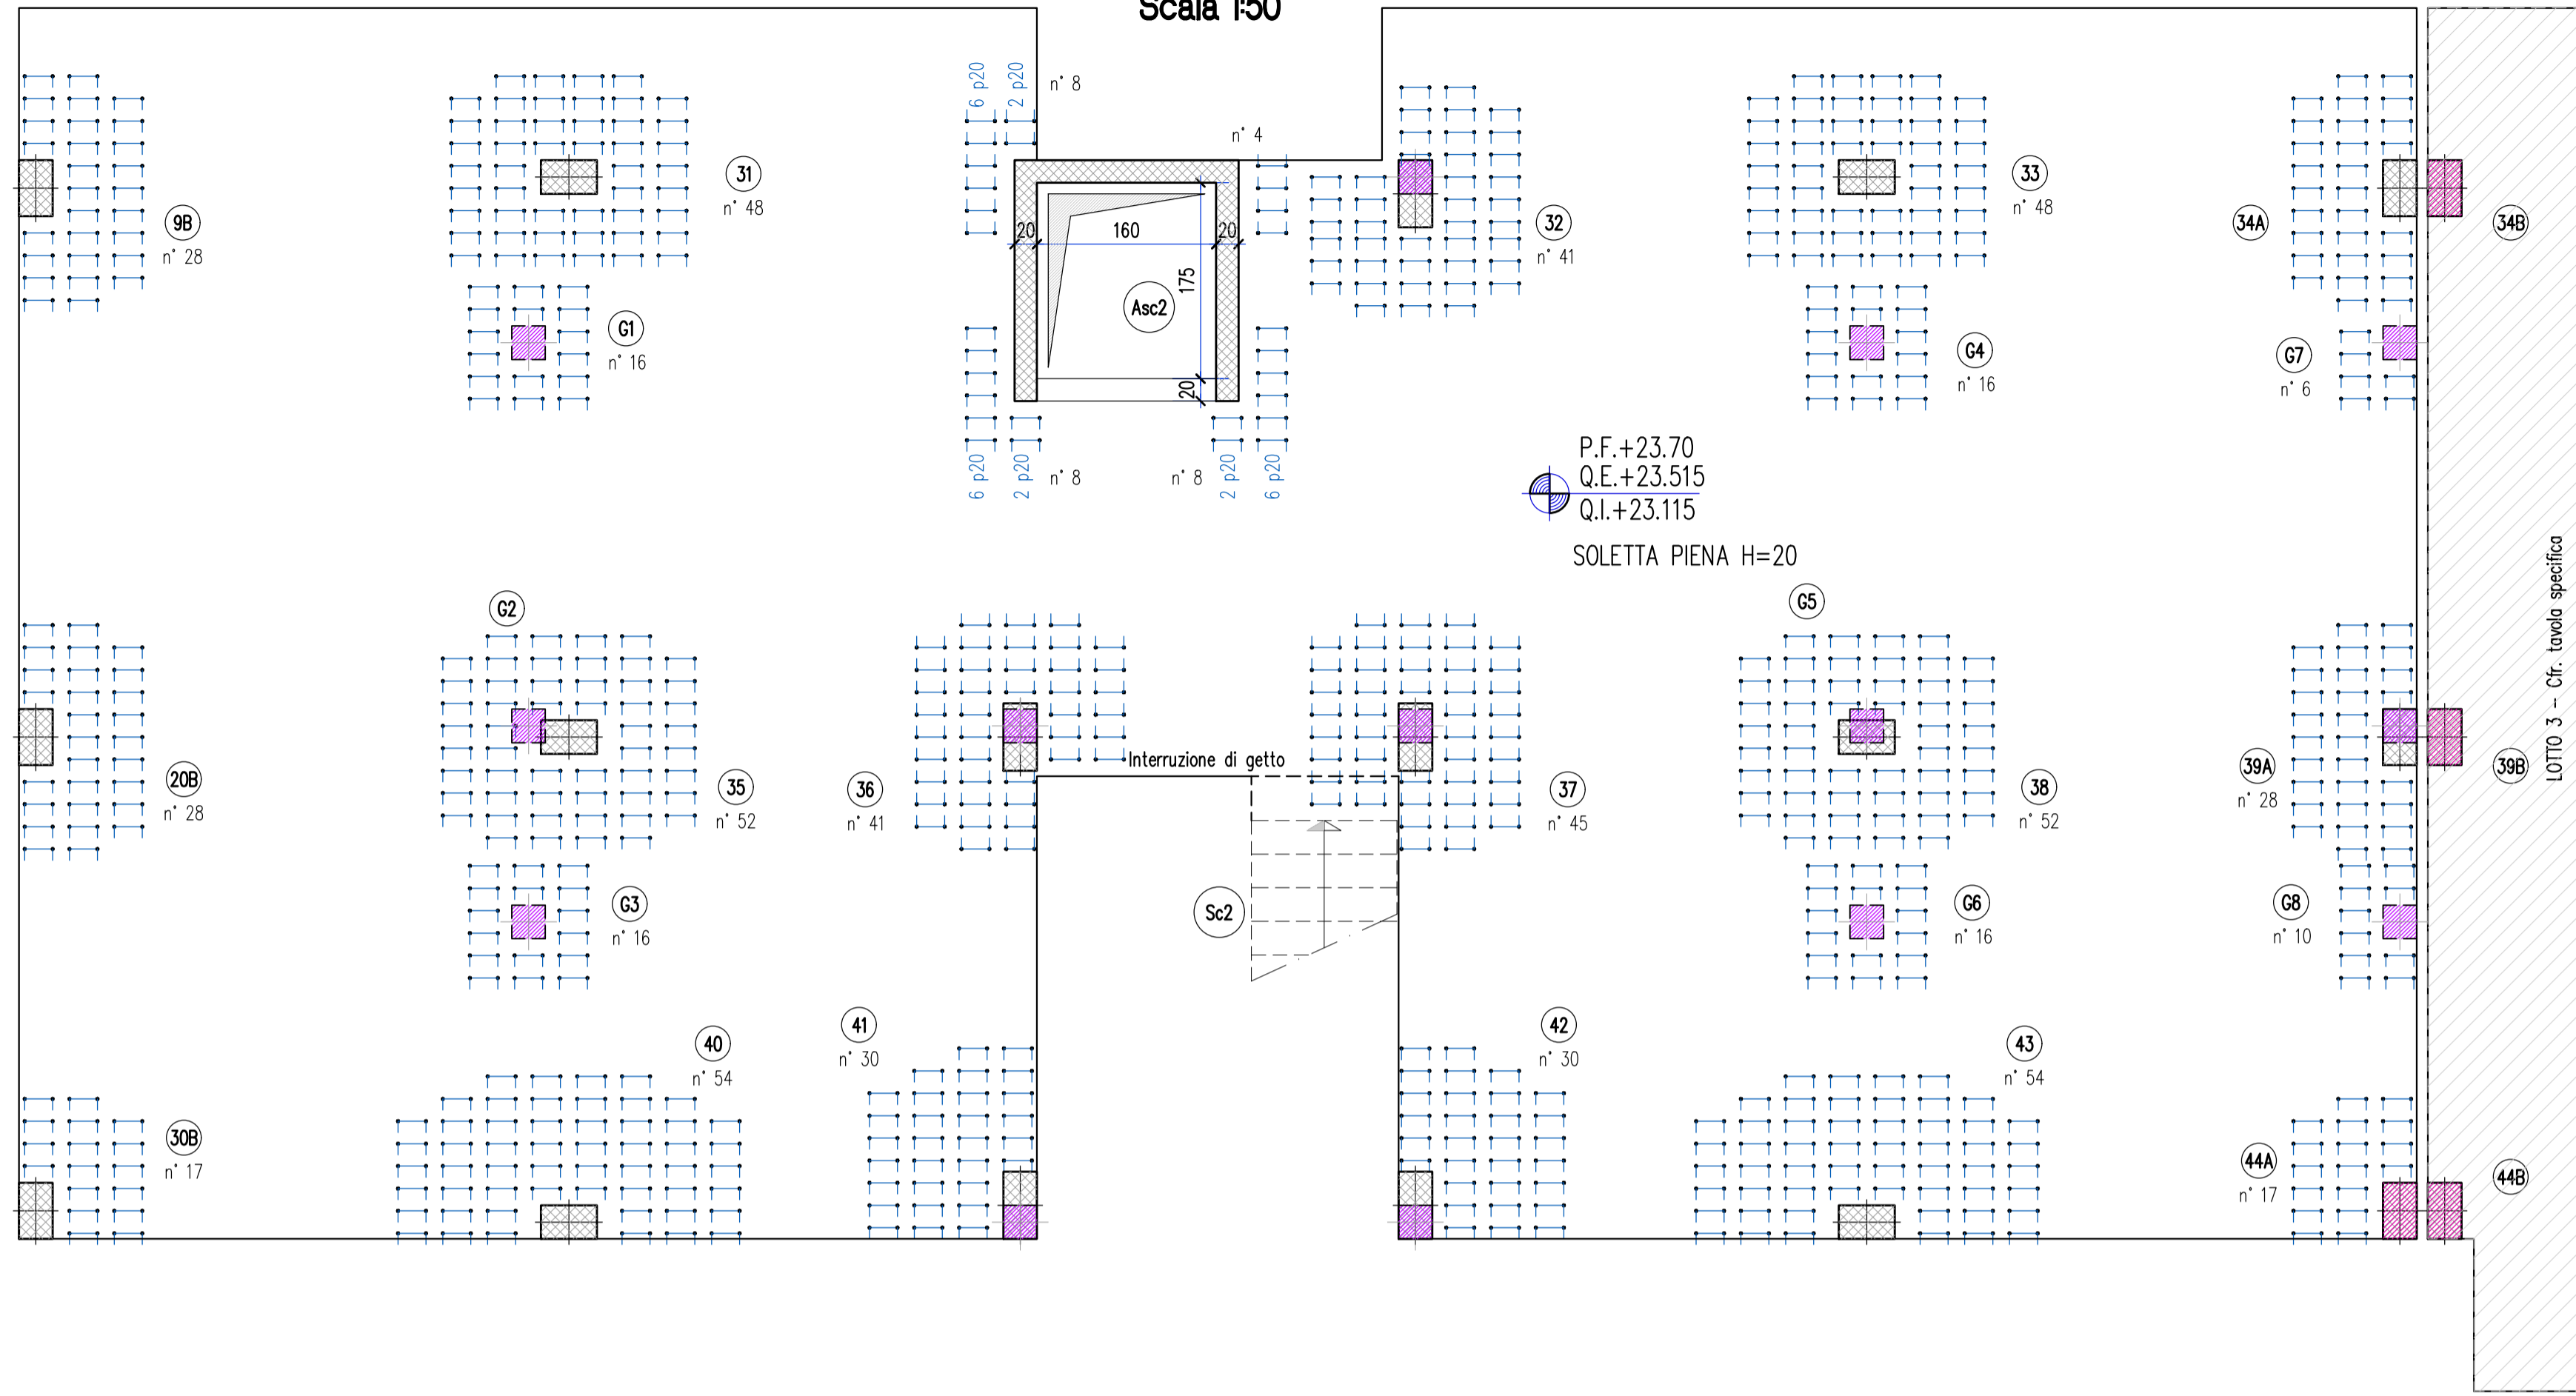 Scala 1:50
6 p20
2 p20
n° 8
n° 4
31
n° 48
9B
n° 28
32
n° 41
33
n° 48
34A
34B
20
160
20
175
20
Asc2
G1
n° 16
G4
n° 16
G7
n° 6
6 p20
2 p20
n° 8
n° 8
2 p20
6 p20
P.F.+23.70
Q.E.+23.515
Q.I.+23.115
SOLETTA PIENA H=20
LOTTO 3 - Cfr. tavola specifica
G2
G5
Interruzione di getto
20B
n° 28
35
n° 52
36
n° 41
37
n° 45
38
n° 52
39A
n° 28
39B
G3
n° 16
Sc2
G6
n° 16
G8
n° 10
40
n° 54
41
n° 30
42
n° 30
43
n° 54
30B
n° 17
44A
n° 17
44B